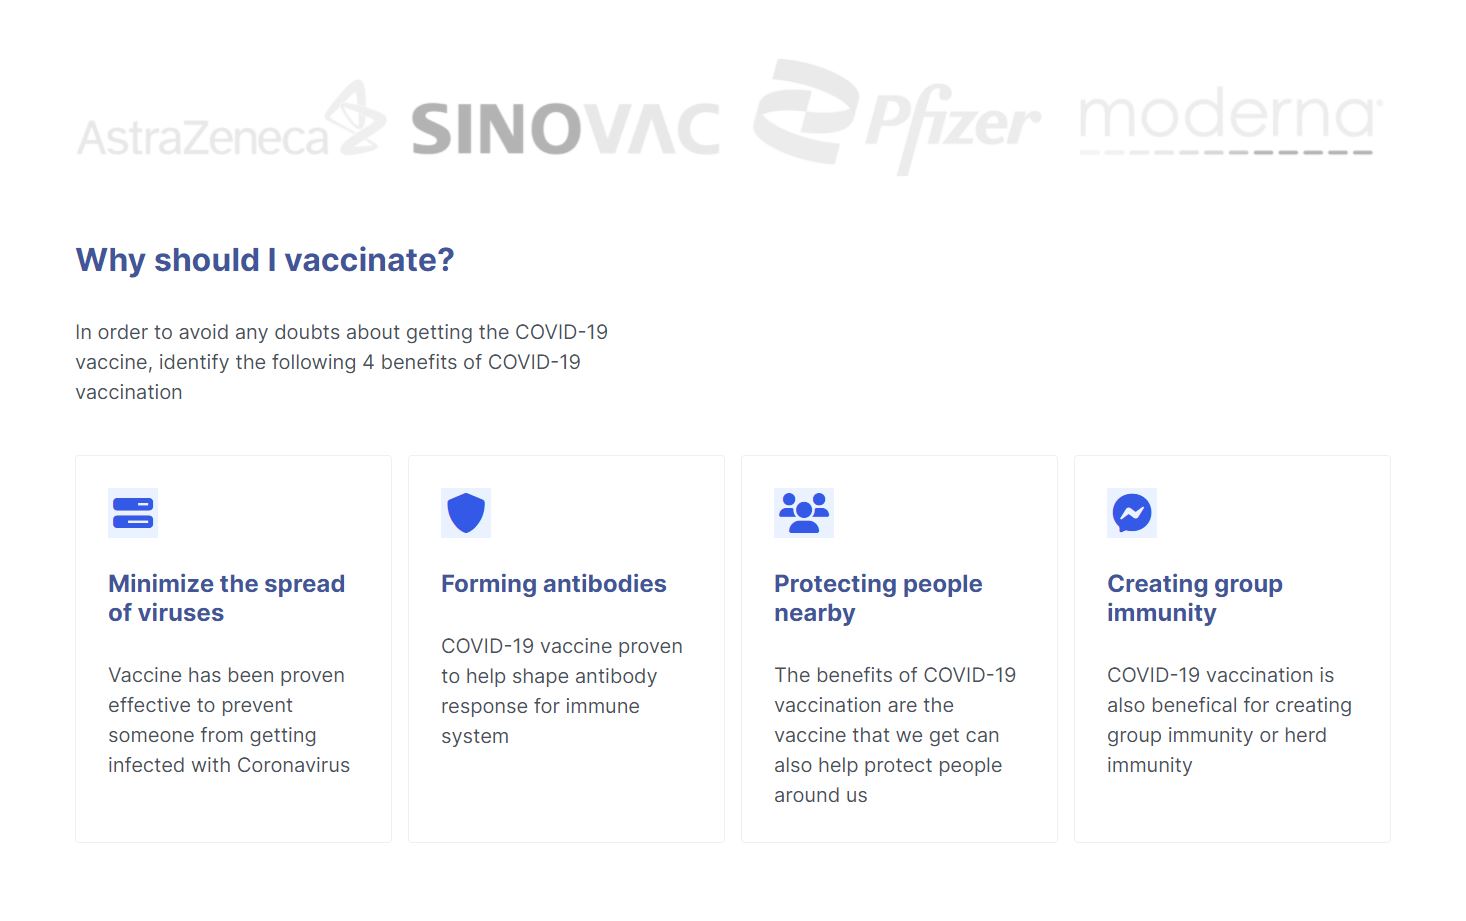 AstraZeneca SINOVAC Pfizer moderna
Why should I vaccinate?
In order to avoid any doubts about getting the COVID-19
vaccine, identify the following 4 benefits of COVID-19
vaccination
Minimize the spread
of viruses
Vaccine has been proven
effective to prevent
someone from getting
infected with Coronavirus
Forming antibodies
COVID-19 vaccine proven
to help shape antibody
response for immune
system
Protecting people
nearby
The benefits of COVID-19
vaccination are the
vaccine that we get can
also help protect people
around us
Creating group
immunity
COVID-19 vaccination is
also benefical for creating
group immunity or herd
immunity